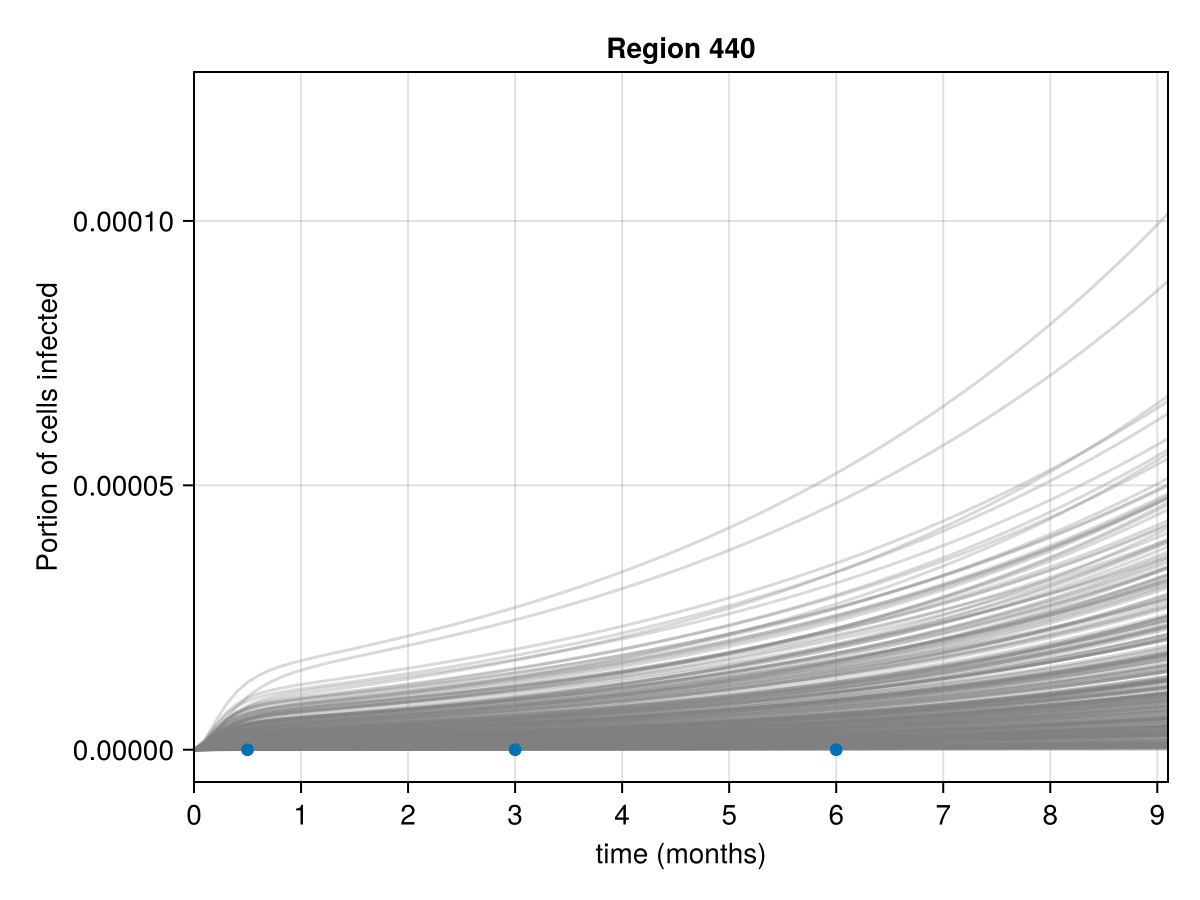 Region 440
Portion of cells infected
0.00010
0.00005
0.00000
0 1 2 3 4 5 6 7 8 9
time (months)